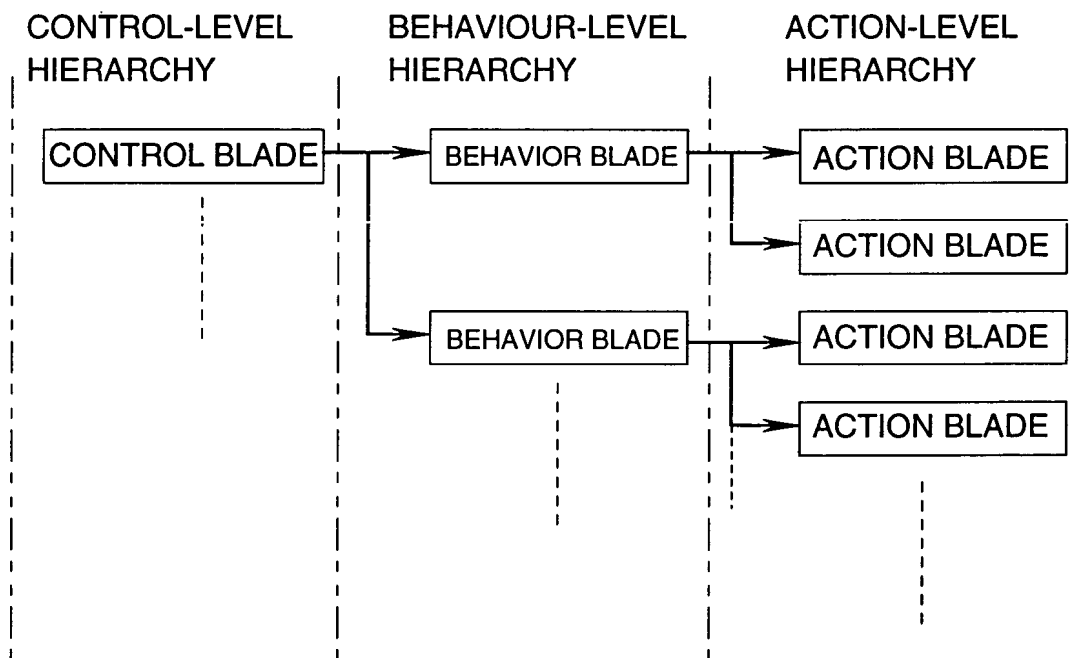 CONTROL-LEVEL
HIERARCHY
BEHAVIOUR-LEVEL
HIERARCHY
ACTION-LEVEL
HIERARCHY
CONTROL BLADE
BEHAVIOR BLADE
ACTION BLADE
ACTION BLADE
BEHAVIOR BLADE
ACTION BLADE
ACTION BLADE